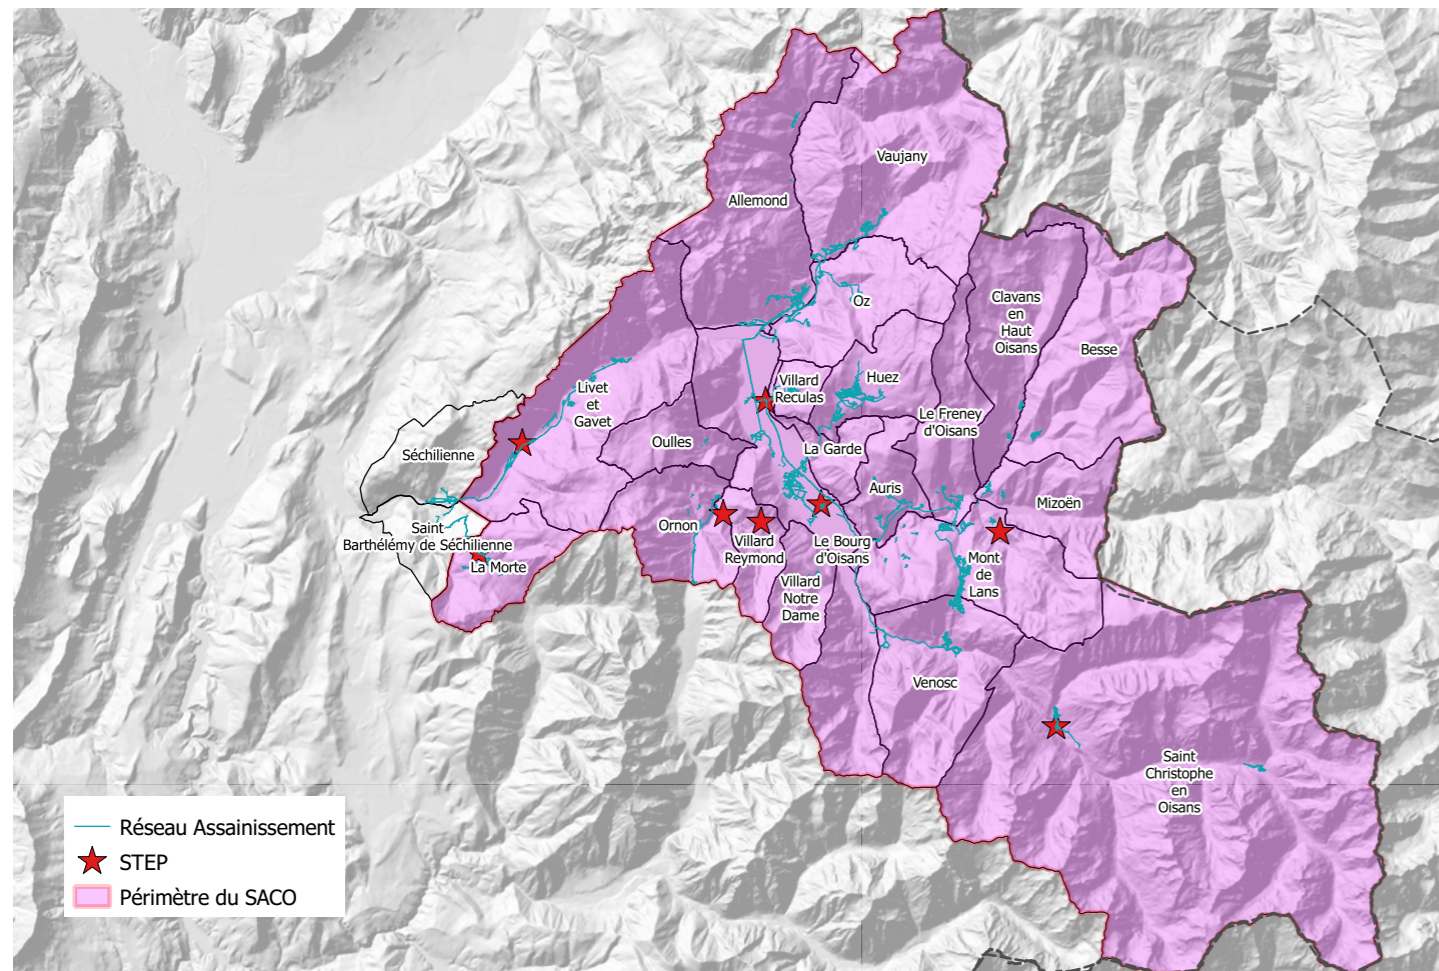 Vaujany
Allemond
Oz
Clavans
en
Haut
Oisans
Besse
Villard
Reculas
Huez
Livet
et
Gavet
Le Freney
d'Oisans
Oulles
La Garde
Séchilienne
Auris
Mizoën
Saint
Barthélémy de Séchilienne
Ornon
Villard
Reymond
Le Bourg
d'Oisans
La Morte
Mont
de
Lans
Villard
Notre
Dame
Venosc
Saint
Christophe
en
Oisans
Réseau Assainissement
STEP
Périmètre du SACO